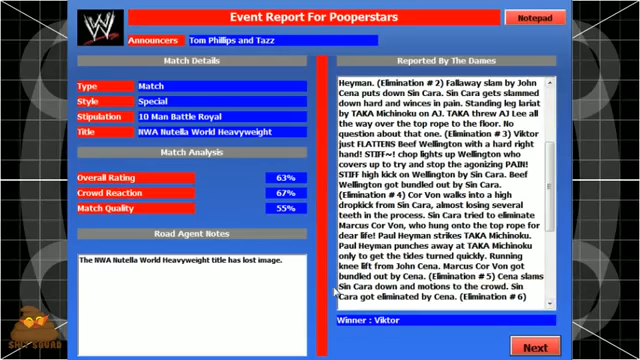 Event Report For Pooperstars
Notepad
Announcers Tom Phillips and Tazz
Match Details
Type Match
Style Special
Stipulation 10 Man Battle Royal
Title NWA Nutella World Heavyweight
Match Analysis
Overall Rating 63%
Crowd Reaction 67%
Match Quality 55%
Road Agent Notes
The NWA Nutella World Heavyweight title has lost image.
Reported By The Dames
Heyman. (Elimination # 2) Fallaway slam by John
Cena puts down Sin Cara. Sin Cara gets slammed
down hard and winces in pain. Standing leg lariat
by TAKA Michinoku on AJ. TAKA threw AJ Lee all
the way over the top rope to the floor. No
question about that one. (Elimination # 3) Viktor
just FLATTENS Beef Wellington with a hard right
hand! STIFF~! chop lights up Wellington who
covers up to try and stop the agonizing PAIN!
STIFF high kick on Wellington by Sin Cara. Beef
Wellington got bundled out by Sin Cara.
(Elimination # 4) Cor Von walks into a high
dropkick from Sin Cara, almost losing several
teeth in the process. Sin Cara tried to eliminate
Marcus Cor Von, who hung onto the top rope for
dear life! Paul Heyman strikes TAKA Michinoku.
Paul Heyman punches away at TAKA Michinoku
only to get the tides turned quickly. Running
knee lift from John Cena. Marcus Cor Von got
bundled out by Cena. (Elimination # 5) Cena slams
Sin Cara down and motions to the crowd. Sin
Cara got eliminated by Cena. (Elimination # 6)
Winner : Viktor
Next
SHIT SQUAD